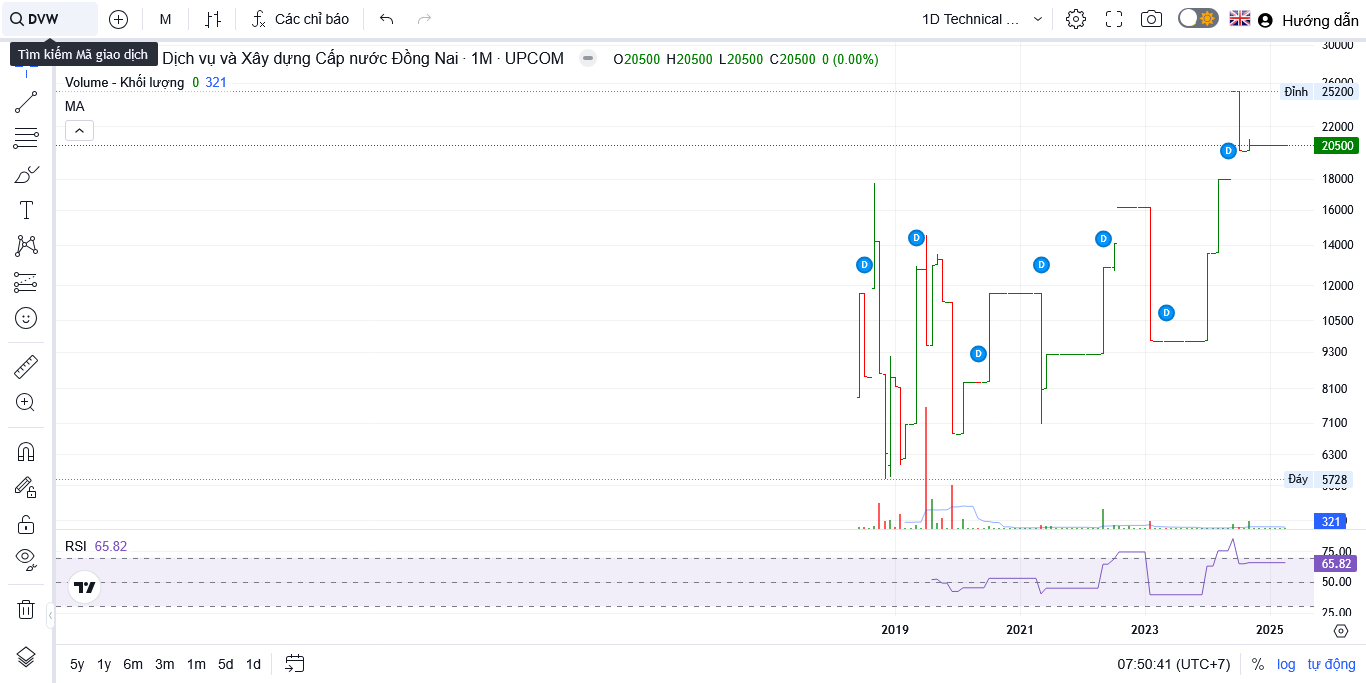 DVW M Các chỉ báo 1D Technical ... Hướng dẫn
Tìm kiếm Mã giao dịch
Dịch vụ và Xây dựng Cấp nước Đồng Nai · 1M · UPCOM O20500 H20500 L20500 C20500 0 (0.00%)
Volume - Khối lượng 0 321
MA
30000
Đỉnh 25200
22000
20500
18000
16000
14000
12000
10500
9300
8100
7100
6300
Đáy 5728
321
D
D
D
D
D
D
D
RSI 65.82
75.00
65.82
50.00
25.00
2019 2021 2023 2025
5y 1y 6m 3m 1m 5d 1d 07:50:41 (UTC+7) % log tự động